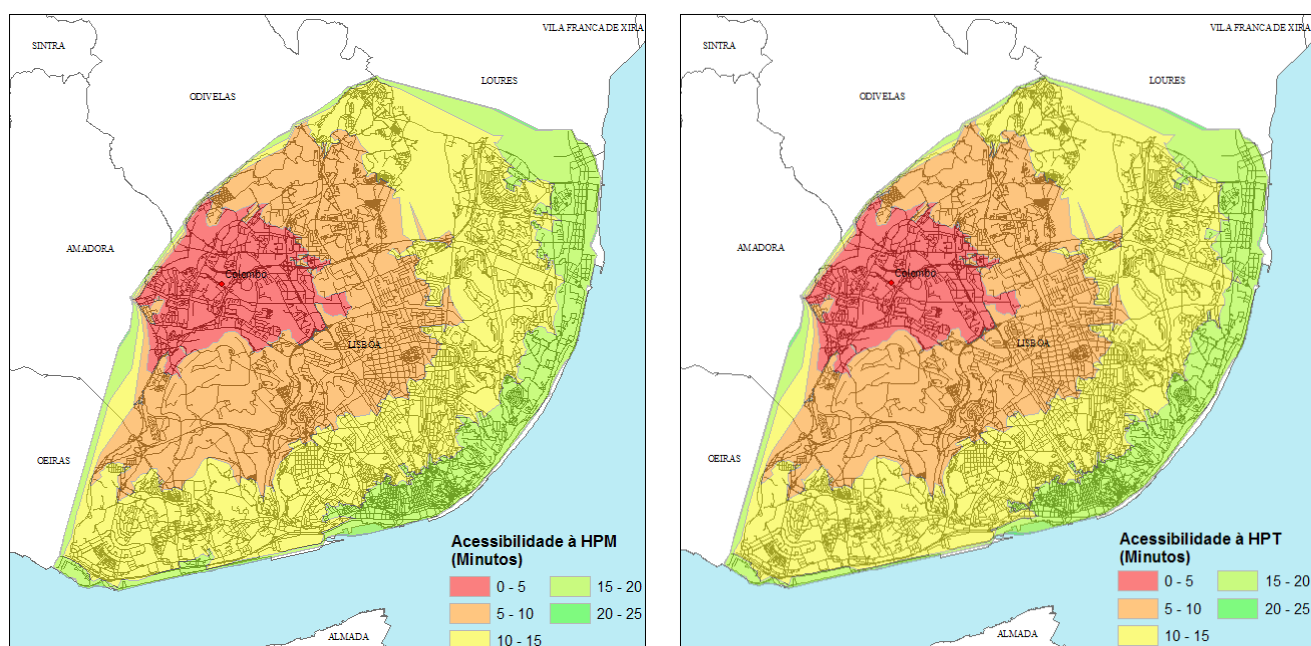 VILA FRANCA DE XIRA
SINTRA
LOURES
ODIVELAS
AMADORA
Colombo
LISBOA
OEIRAS
ALMADA
Acessibilidade à HPM
(Minutos)
0 - 5
15 - 20
5 - 10
20 - 25
10 - 15
VILA FRANCA DE XIRA
SINTRA
LOURES
ODIVELAS
AMADORA
Colombo
LISBOA
OEIRAS
ALMADA
Acessibilidade à HPT
(Minutos)
0 - 5
15 - 20
5 - 10
20 - 25
10 - 15